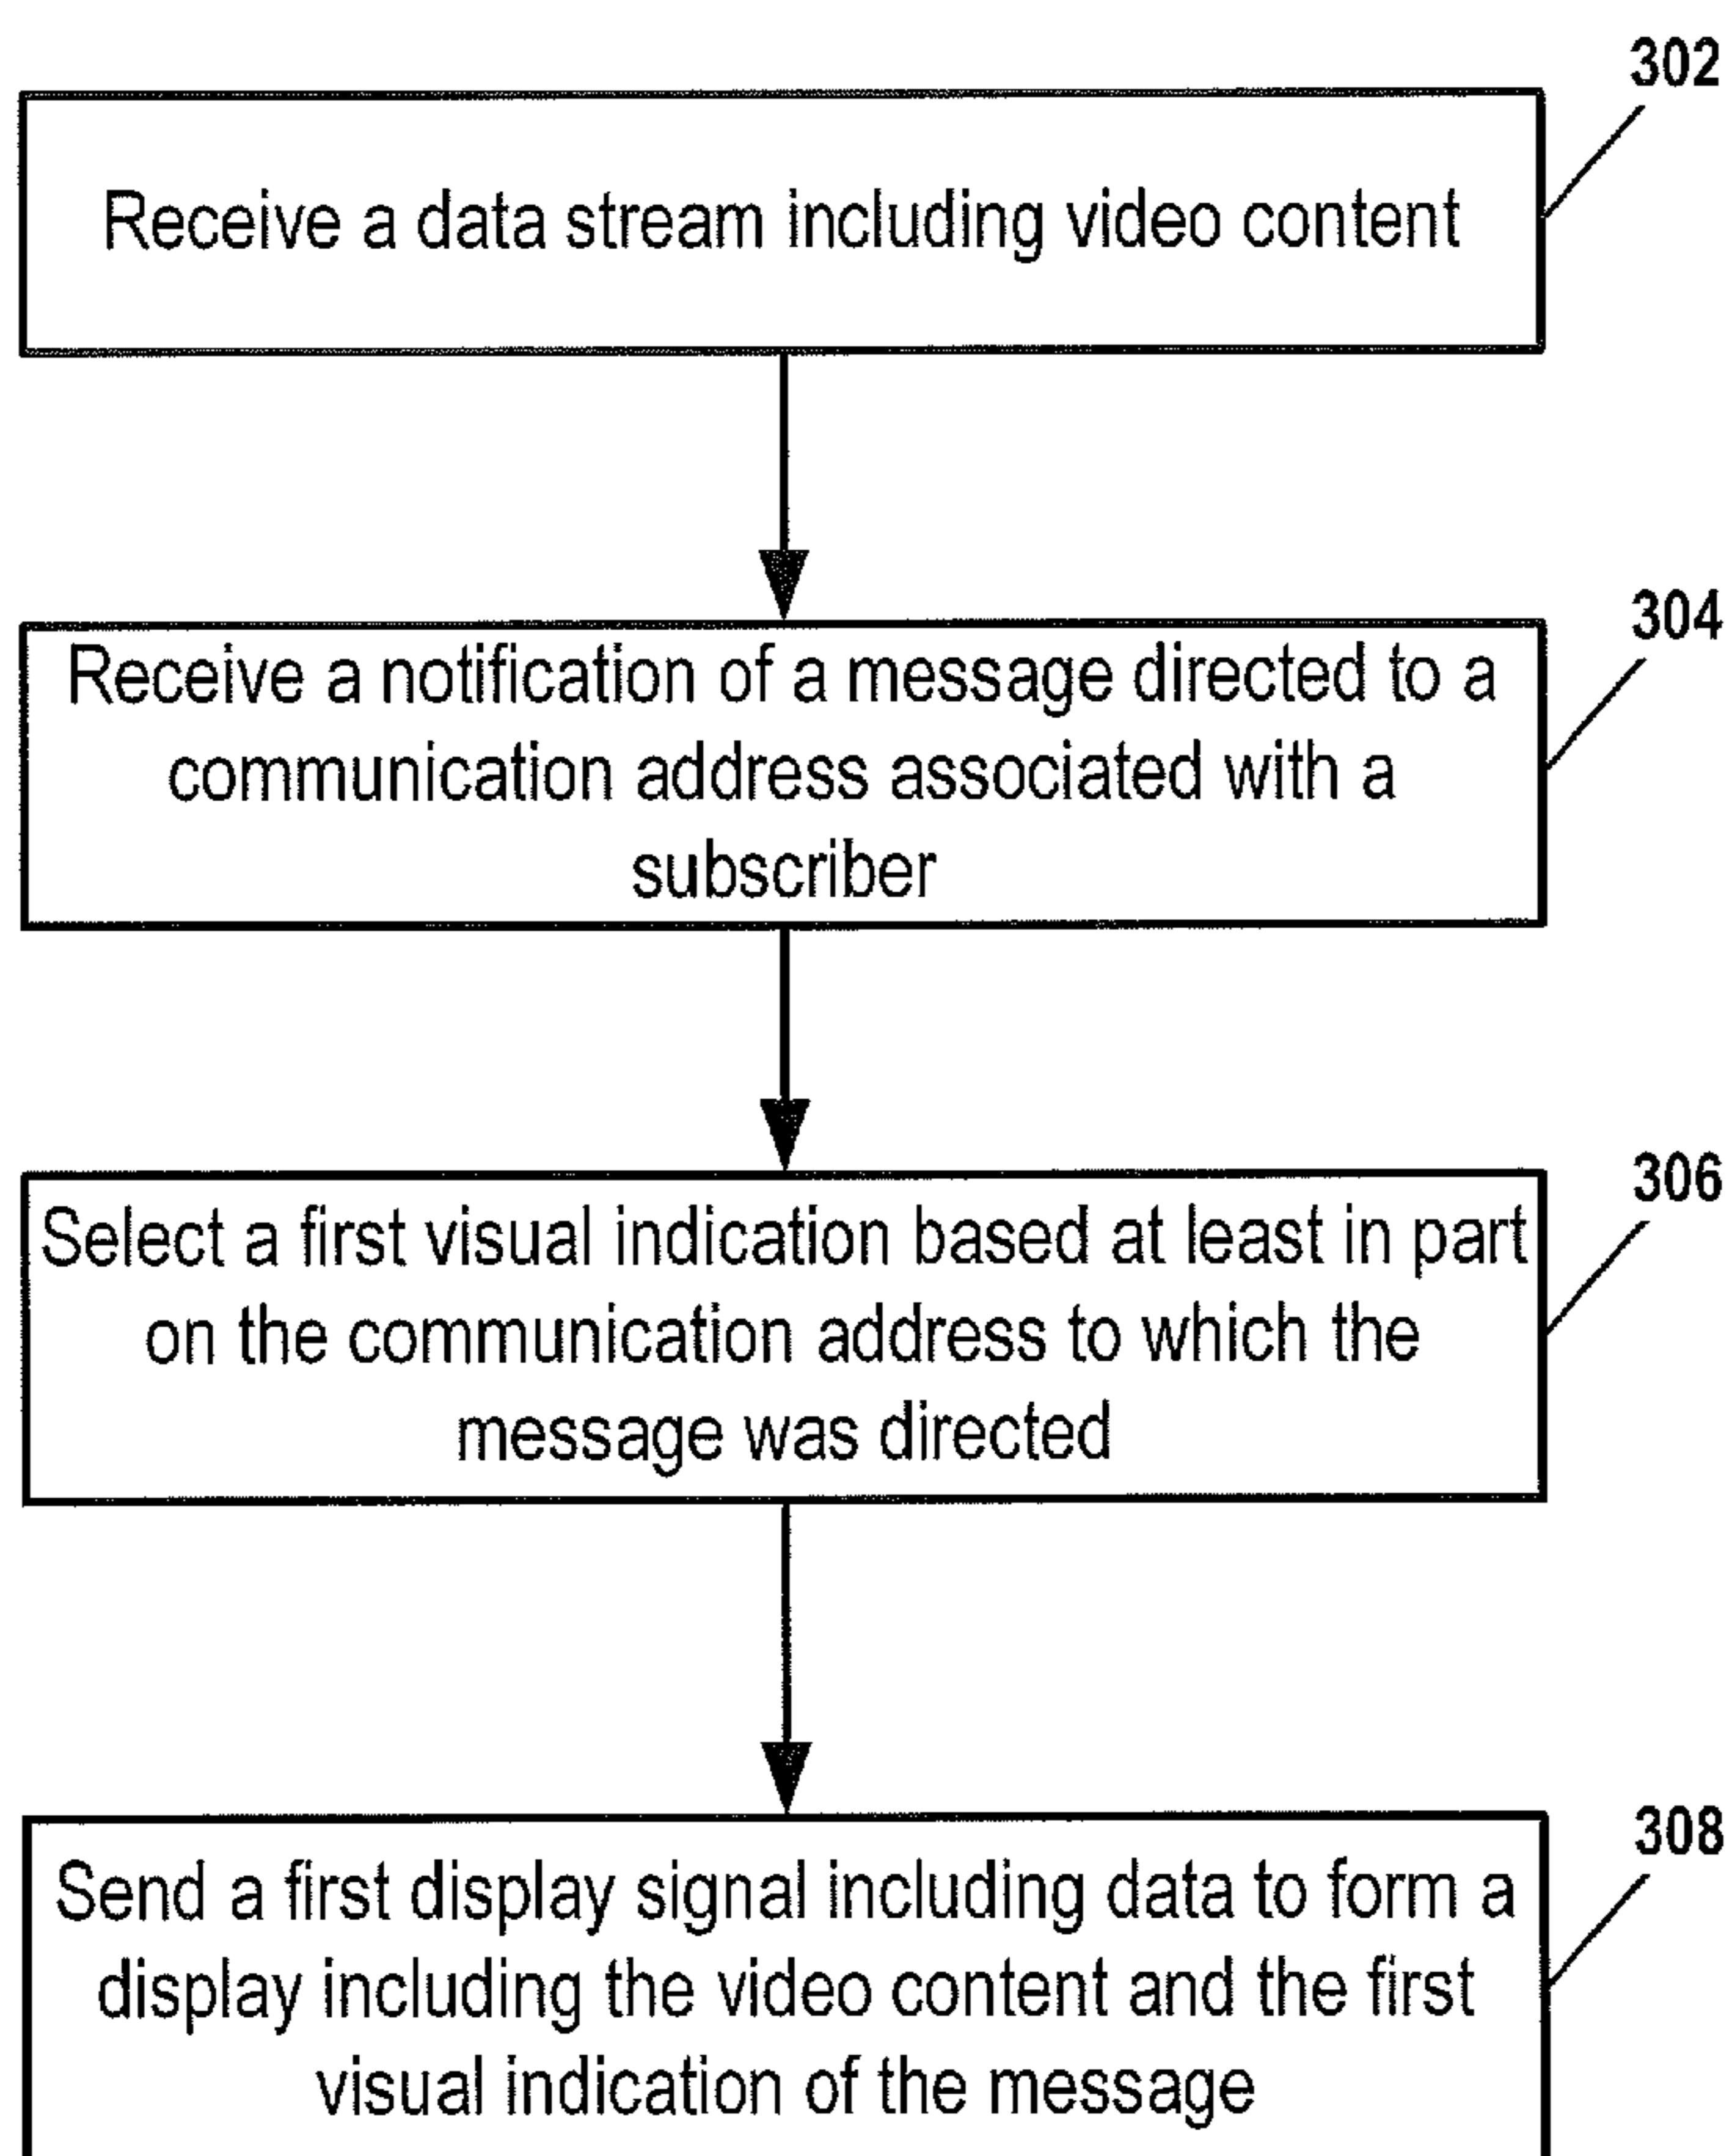 302
Receive a data stream including video content
304
Receive a notification of a message directed to a
communication address associated with a
subscriber
306
Select a first visual indication based at least in part
on the communication address to which the
message was directed
308
Send a first display signal including data to form a
display including the video content and the first
visual indication of the message